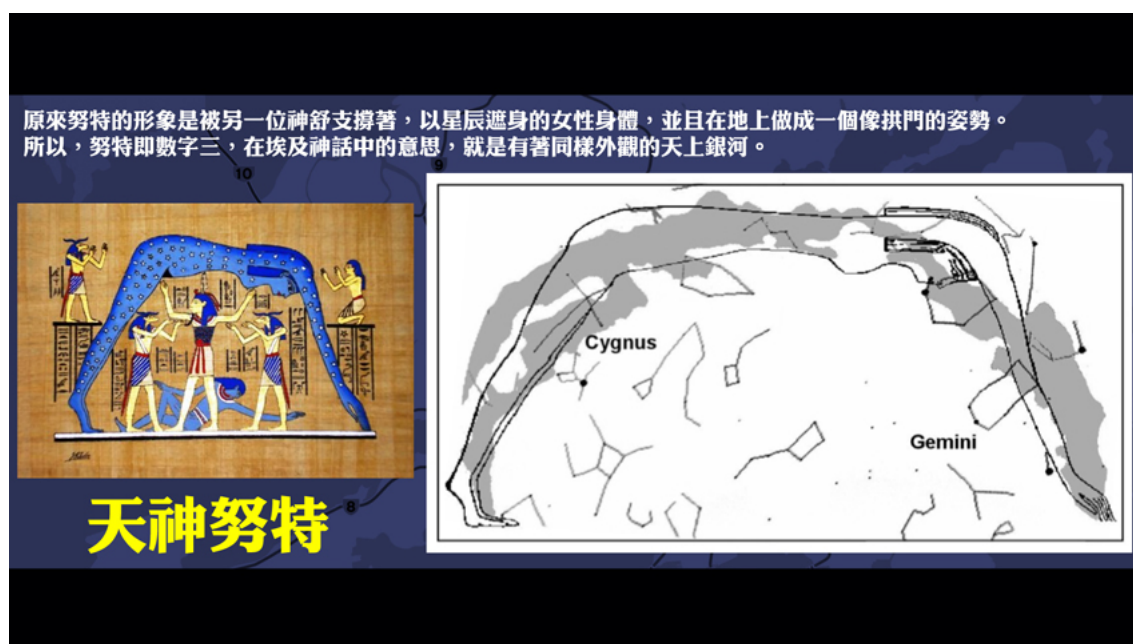 原來努特的形象是被另一位神舒支撐著，以星辰遮身的女性身體，並且在地上做成一個像拱門的姿勢。
所以，努特即數字三，在埃及神話中的意思，就是有著同樣外觀的天上銀河。
10
9
Cygnus
Gemini
天神努特
8